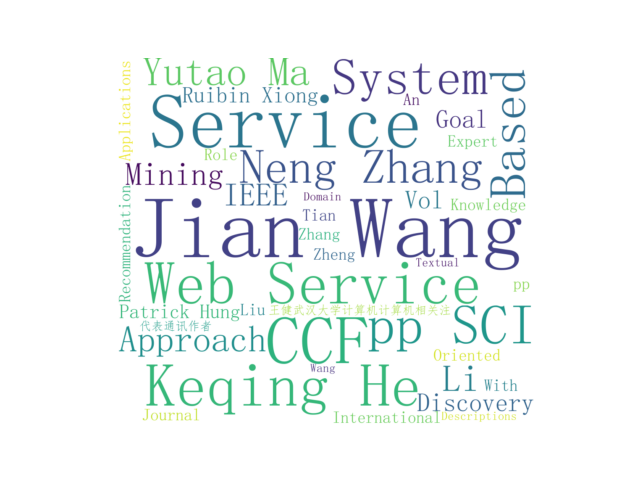 Yutao Ma
System
Applications
Ruibin Xiong
An
Service
Goal
Based
Role
Expert
Mining
Neng Zhang
IEEE
Domain
Vol
Knowledge
Recommendation
Jian Wang
Tian
Zhang
Zheng
Textual
Web Service
pp
Patrick Hung
Liu
王健武汉大学计算机计算机相关关注
代表通讯作者
Approach
CCF
pp
SCI
Oriented
Wang
Keqing He
Li
With
Discovery
Journal
International
Descriptions